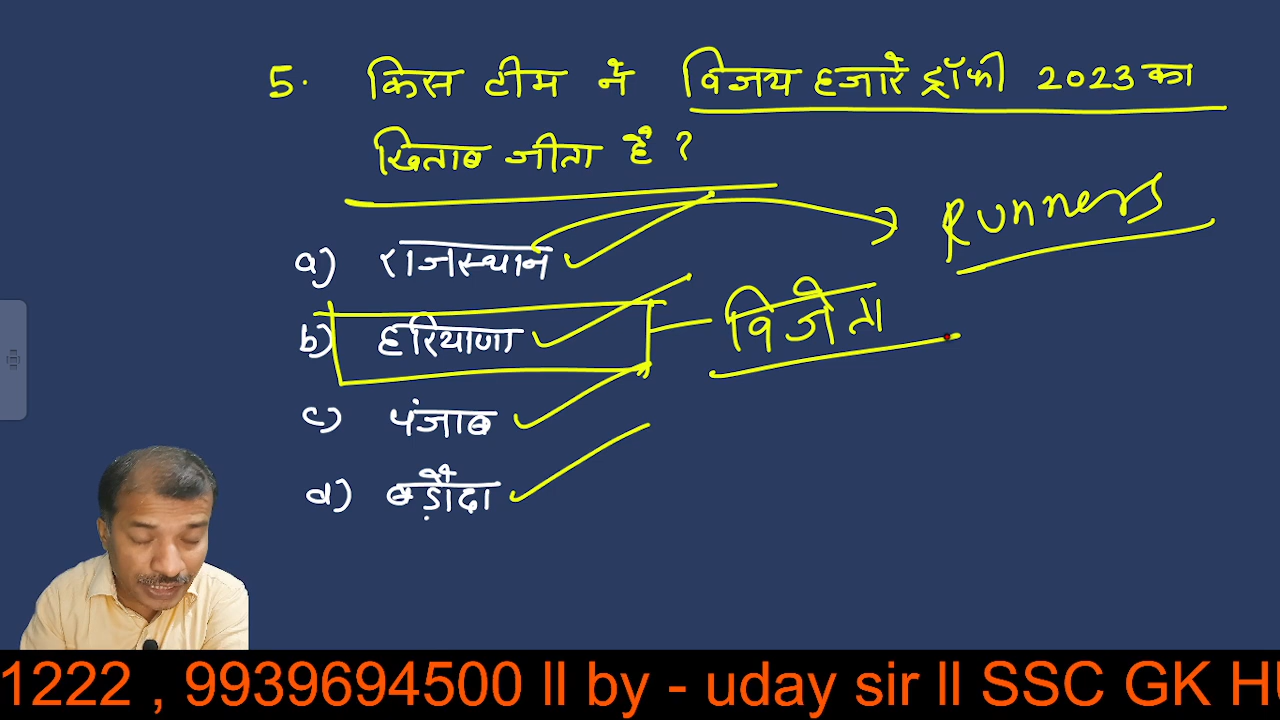 5. किस टीम ने विजय हजारे ट्रॉफी 2023 का
खिताब जीता है ?
Runners
a) राजस्थान
b) हरियाणा
विजेता
c) पंजाब
d) बड़ौदा
1222 , 9939694500 ll by - uday sir ll SSC GK H